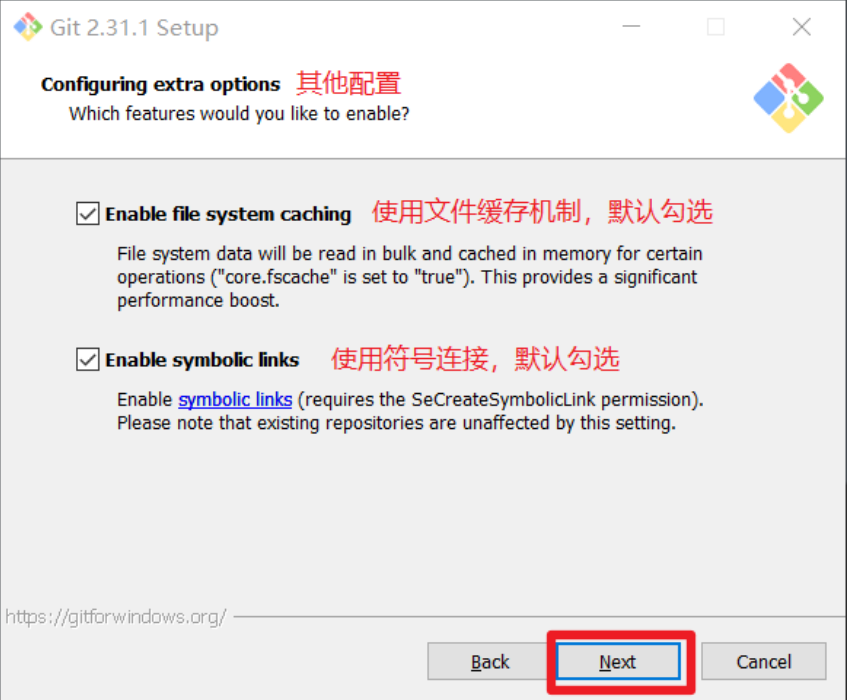 Git 2.31.1 Setup
Configuring extra options 其他配置
Which features would you like to enable?
Enable file system caching 使用文件缓存机制，默认勾选
File system data will be read in bulk and cached in memory for certain
operations ("core.fscache" is set to "true"). This provides a significant
performance boost.
Enable symbolic links 使用符号连接，默认勾选
Enable symbolic links (requires the SeCreateSymbolicLink permission).
Please note that existing repositories are unaffected by this setting.
https://gitforwindows.org/
Back Next Cancel